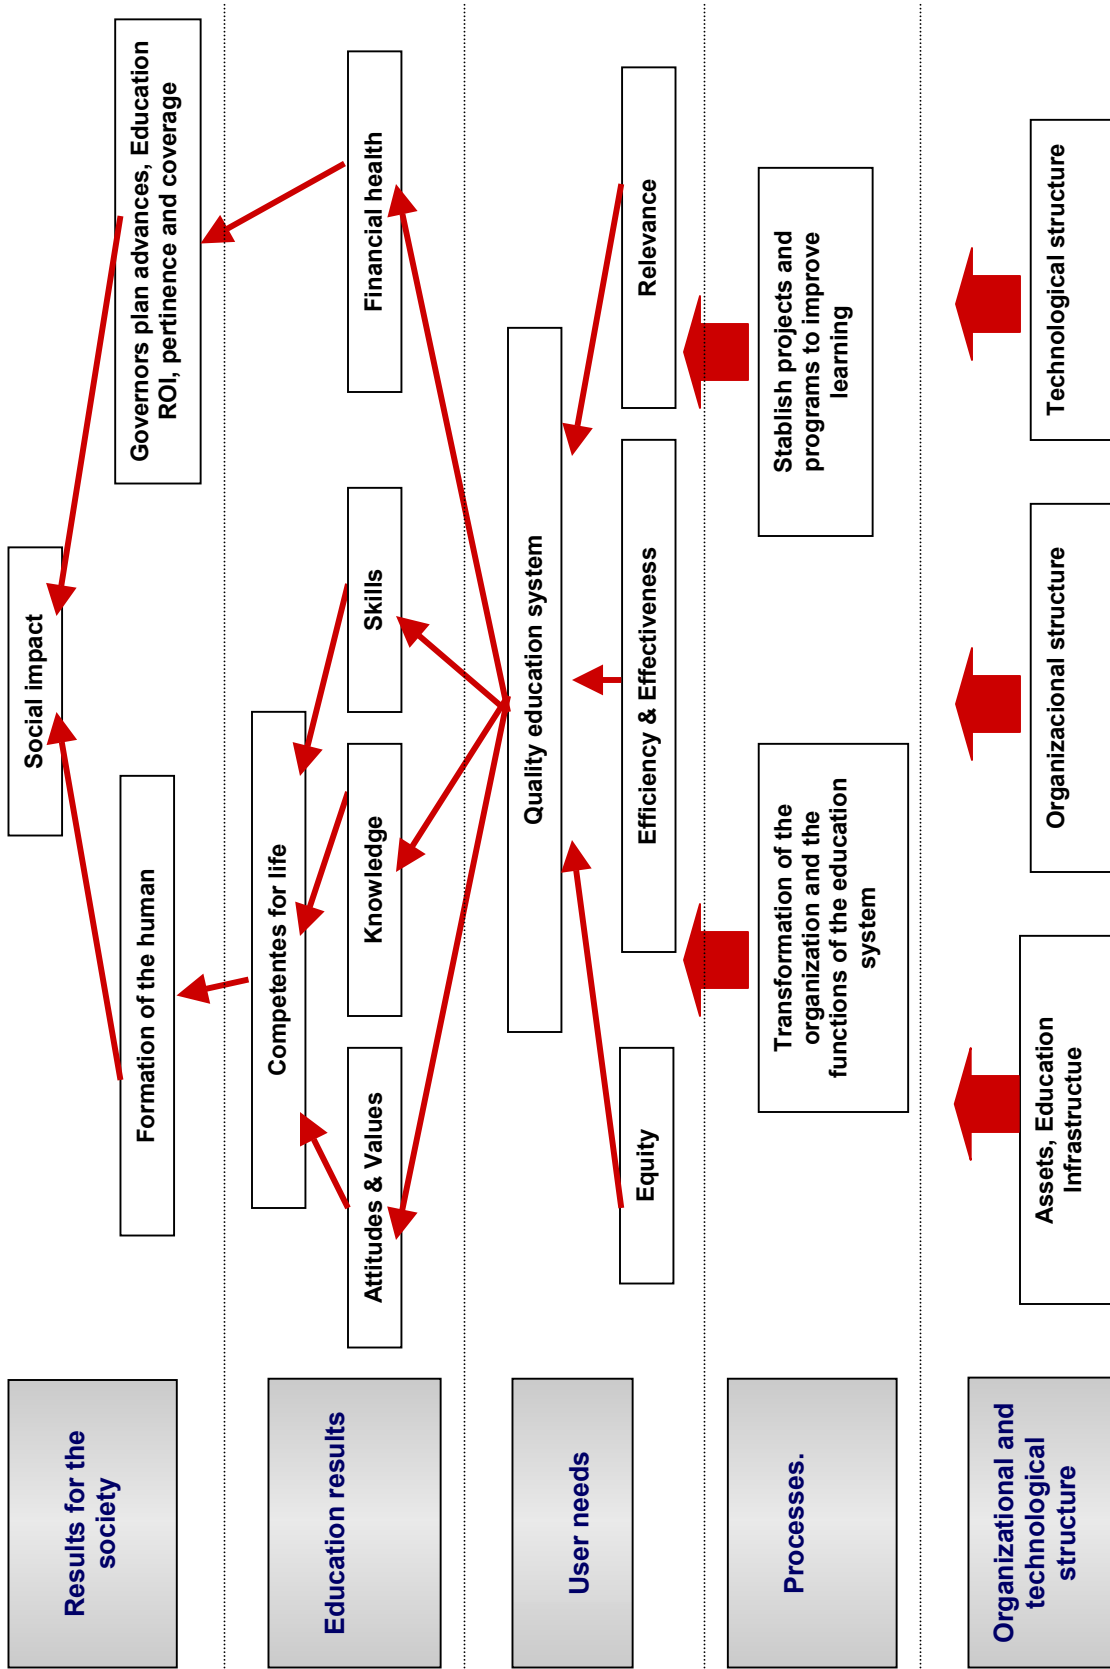 Results for the
society
Social impact
Formation of the human
Governors plan advances, Education
ROI, pertinence and coverage
Education results
Competentes for life
Attitudes & Values
Knowledge
Skills
Financial health
User needs
Quality education system
Equity
Efficiency & Effectiveness
Relevance
Processes.
Transformation of the
organization and the
functions of the education
system
Stablish projects and
programs to improve
learning
Organizational and
technological
structure
Assets, Education
Infrastructue
Organizacional structure
Technological structure